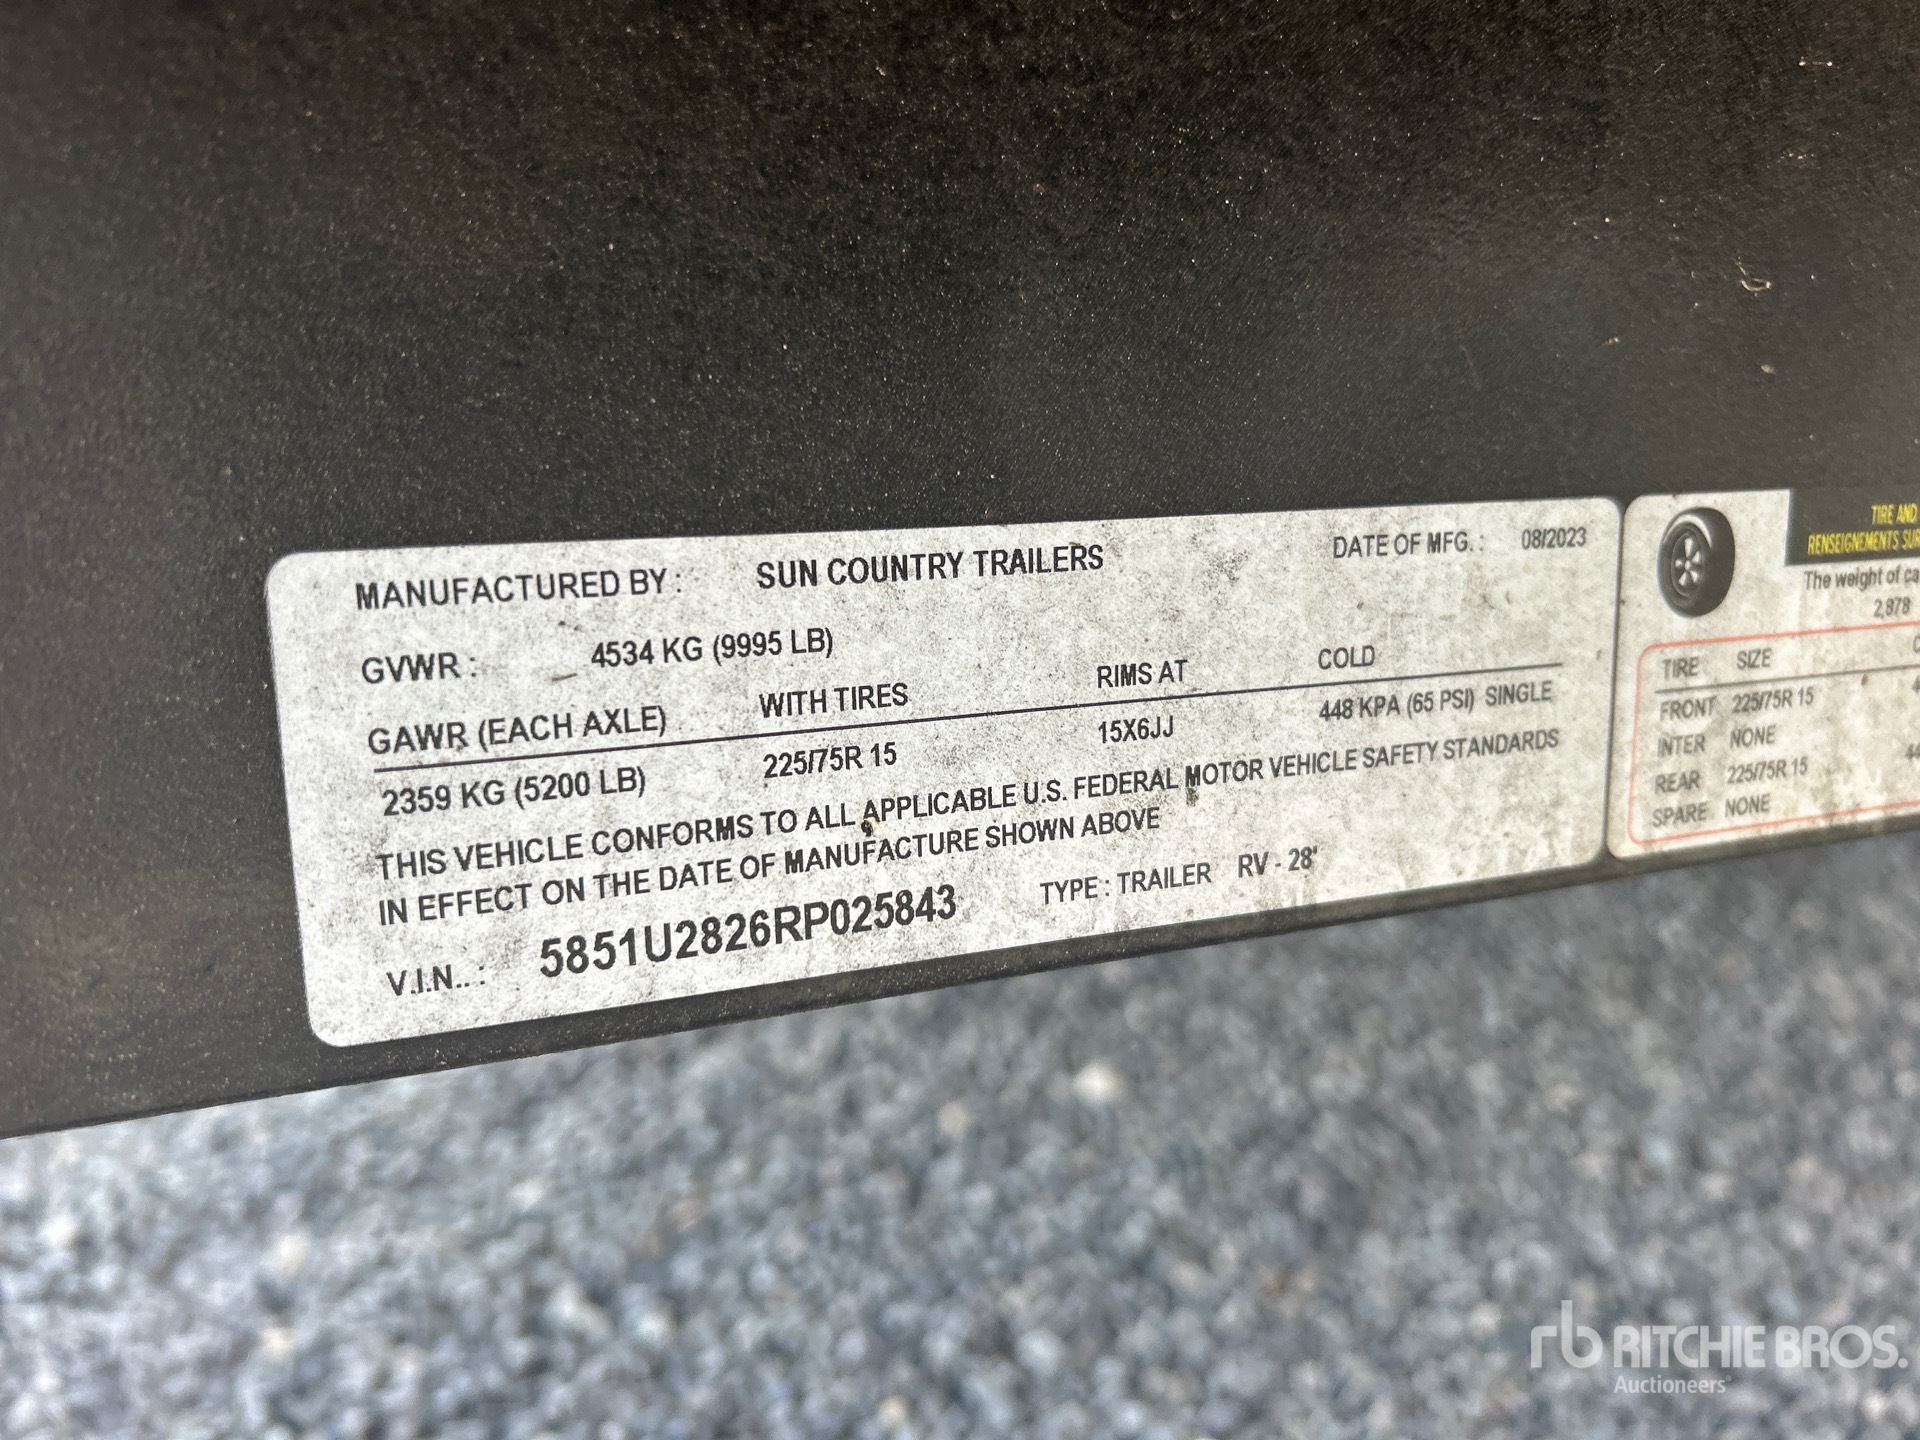 MANUFACTURED BY : SUN COUNTRY TRAILERS DATE OF MFG. : 08/2023
GVWR : 4534 KG (9995 LB)
GAWR (EACH AXLE) WITH TIRES RIMS AT COLD
2359 KG (5200 LB) 225/75R 15 15X6JJ 448 KPA (65 PSI) SINGLE
THIS VEHICLE CONFORMS TO ALL APPLICABLE U.S. FEDERAL MOTOR VEHICLE SAFETY STANDARDS
IN EFFECT ON THE DATE OF MANUFACTURE SHOWN ABOVE
V.I.N.. : 5851U2826RP025843 TYPE : TRAILER RV - 28'
TIRE AND
RENSEIGNEMENTS SUR
The weight of ca
2,878
TIRE SIZE
FRONT 225/75R 15
INTER NONE
REAR 225/75R 15
SPARE NONE
rb RITCHIE BROS.
Auctioneers